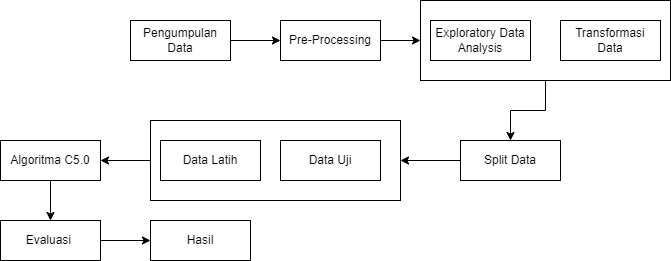 Pengumpulan
Data
Pre-Processing
Exploratory Data
Analysis
Transformasi
Data
Split Data
Data Uji
Data Latih
Algoritma C5.0
Evaluasi
Hasil